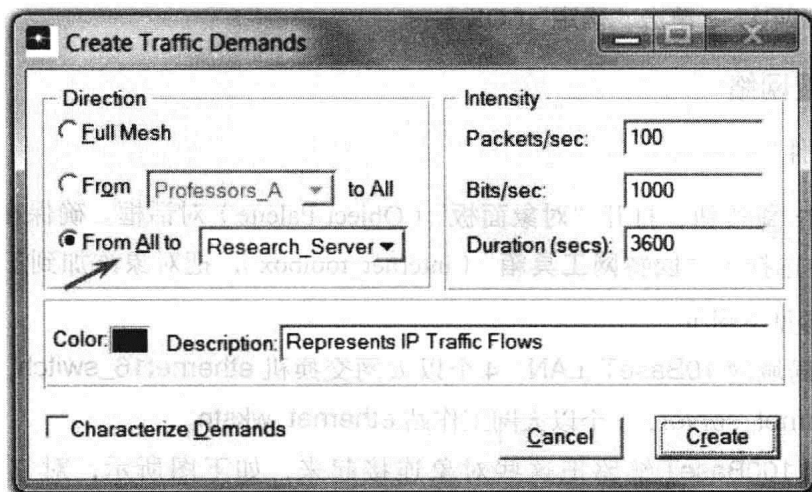 Create Traffic Demands
Direction
Full Mesh
From Professors_A to All
From All to Research_Server
Intensity
Packets/sec: 100
Bits/sec: 1000
Duration (secs): 3600
Color: Description: Represents IP Traffic Flows
Characterize Demands
Cancel
Create